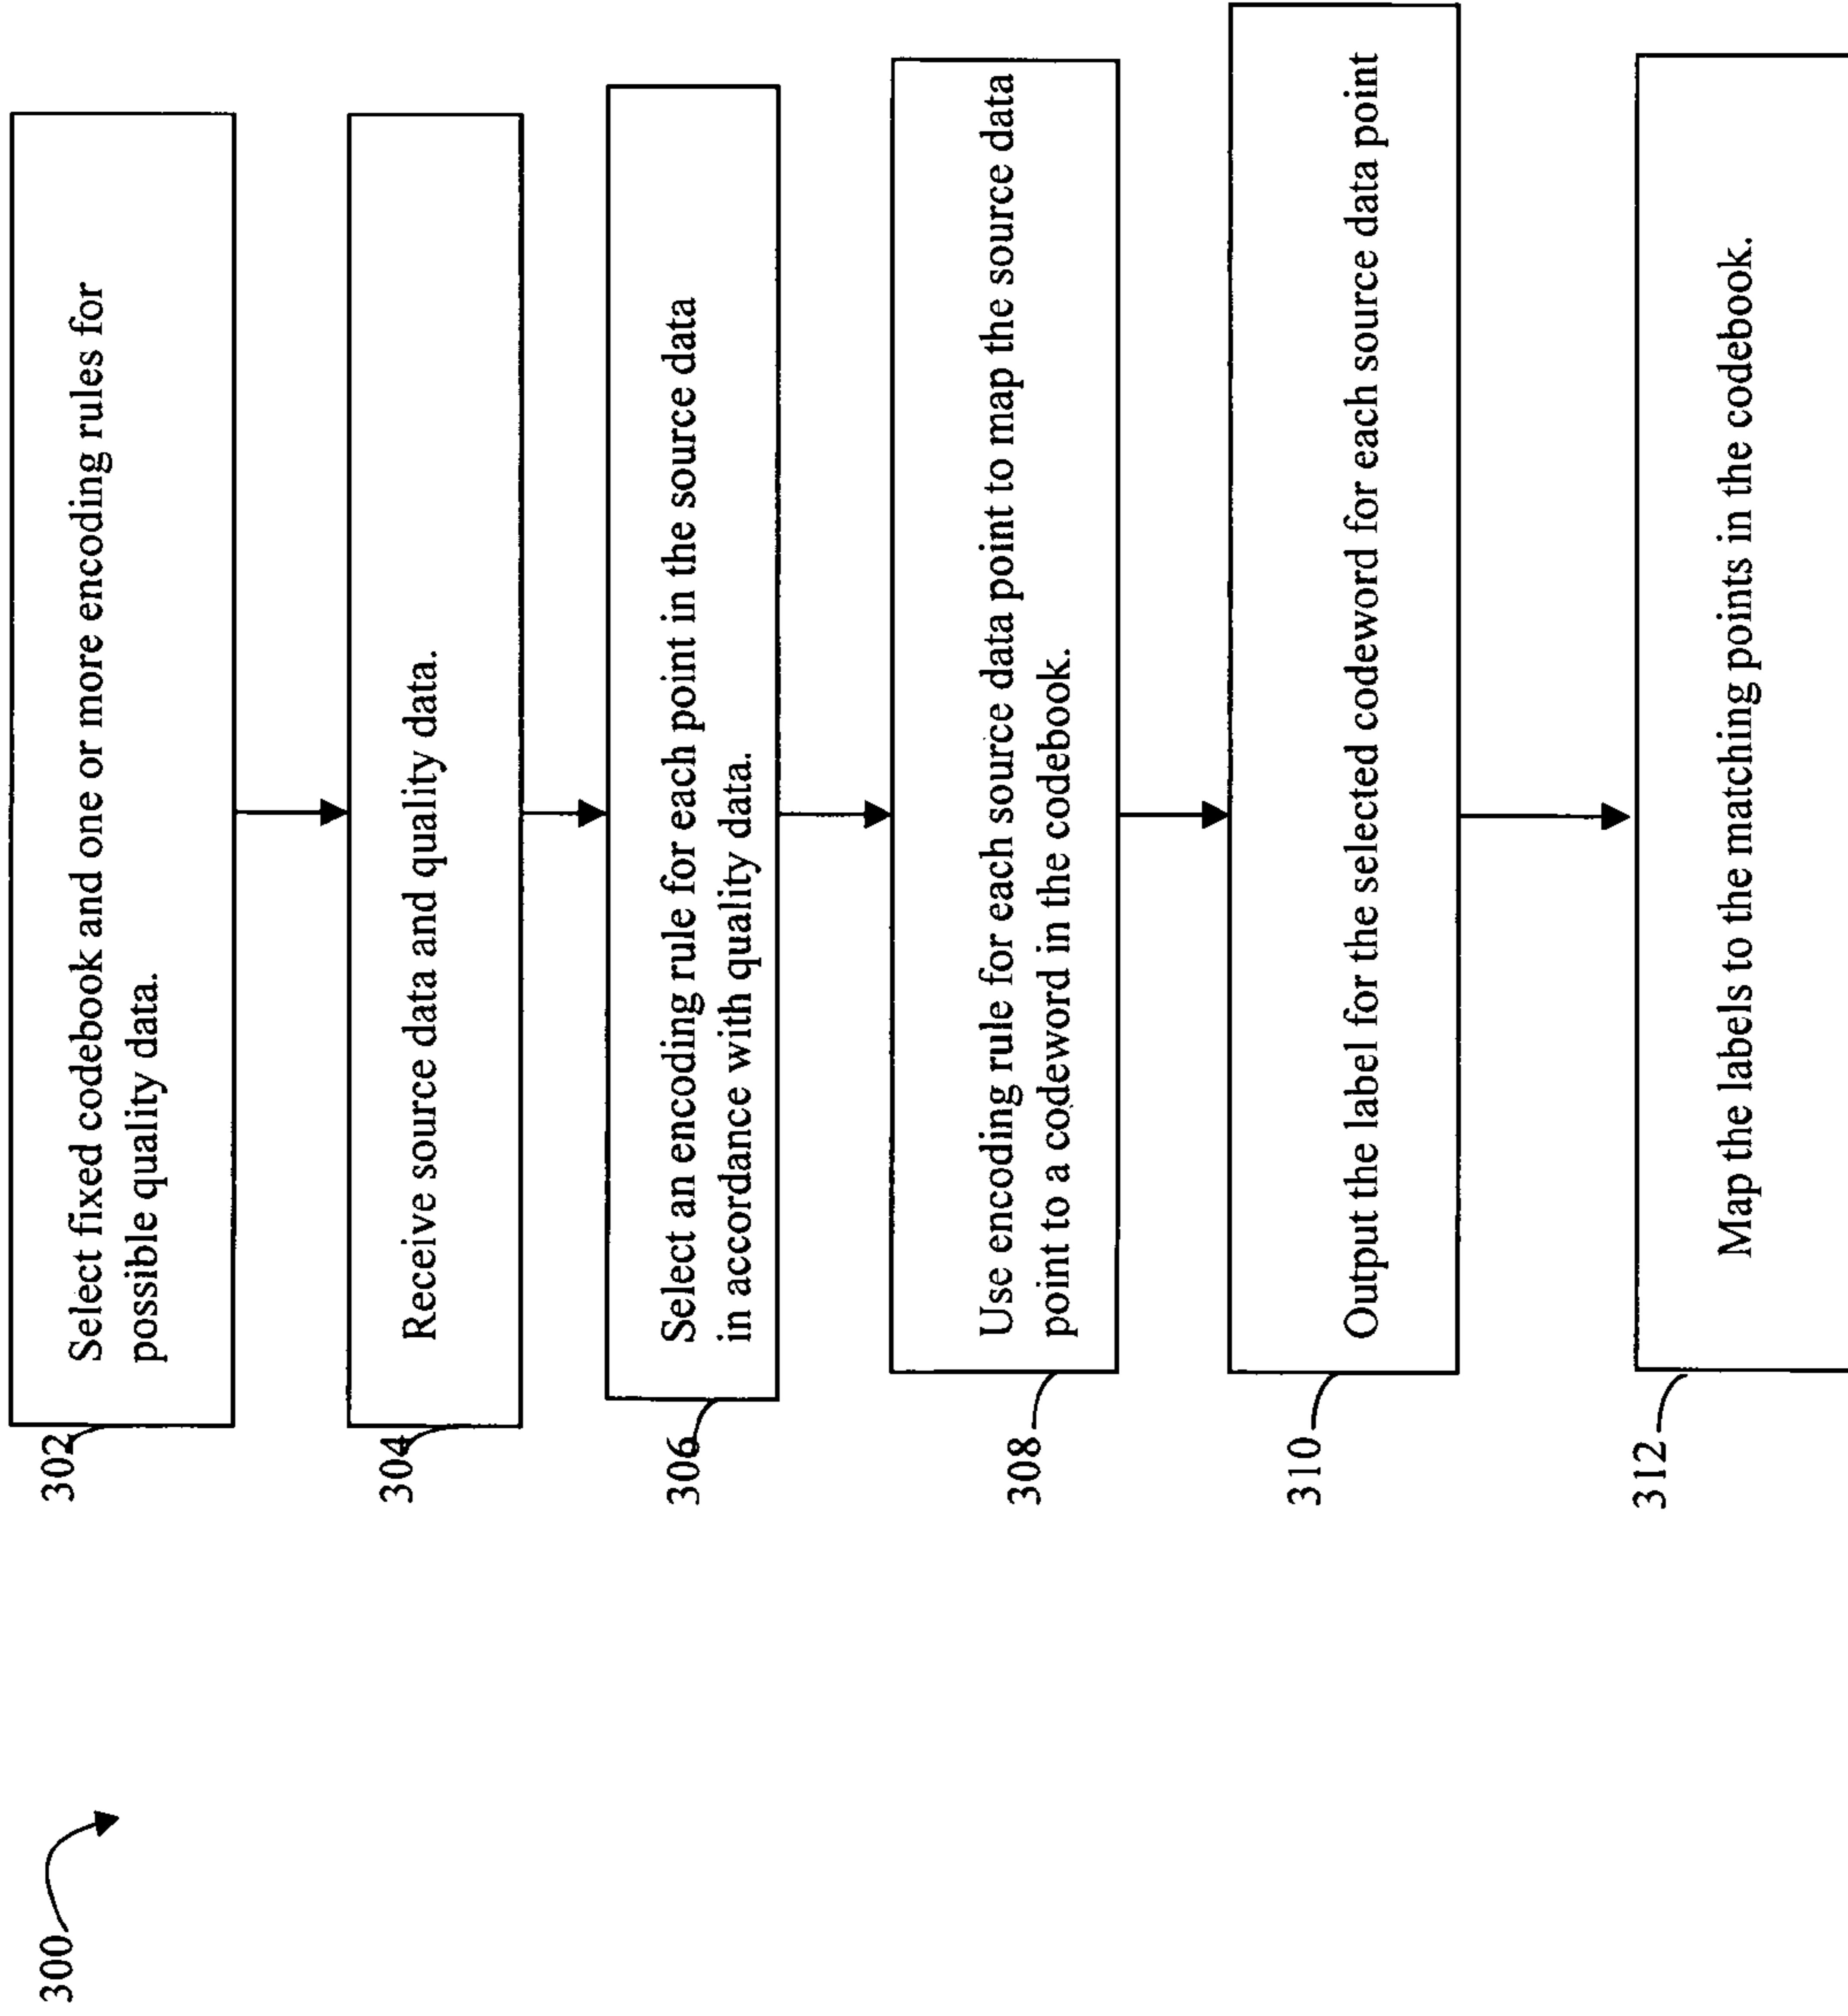 300
302
Select fixed codebook and one or more encoding rules for
possible quality data.
304
Receive source data and quality data.
306
Select an encoding rule for each point in the source data
in accordance with quality data.
308
Use encoding rule for each source data point to map the source data
point to a codeword in the codebook.
310
Output the label for the selected codeword for each source data point
312
Map the labels to the matching points in the codebook.